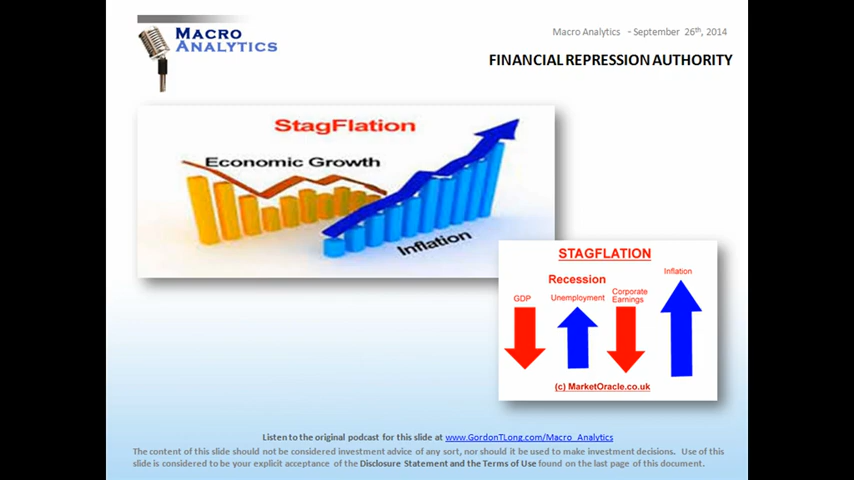 MACRO
ANALYTICS
Macro Analytics - September 26th, 2014
FINANCIAL REPRESSION AUTHORITY
StagFlation
Economic Growth
Inflation
STAGFLATION
Recession
Inflation
GDP
Unemployment
Corporate
Earnings
(c) MarketOracle.co.uk
Listen to the original podcast for this slide at www.GordonTLong.com/Macro_Analytics
The content of this slide should not be considered investment advice of any sort, nor should it be used to make investment decisions. Use of this
slide is considered to be your explicit acceptance of the Disclosure Statement and the Terms of Use found on the last page of this document.